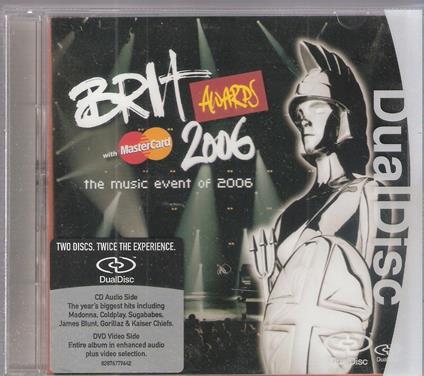 BRIT
AWARDS
with MasterCard
2006
the music event of 2006
DualDisc
TWO DISCS. TWICE THE EXPERIENCE.
DualDisc
CD Audio Side
The year's biggest hits including
Madonna, Coldplay, Sugababes,
James Blunt, Gorillaz & Kaiser Chiefs.
DVD Video Side
Entire album in enhanced audio
plus video selection.
82876779642
DualDisc